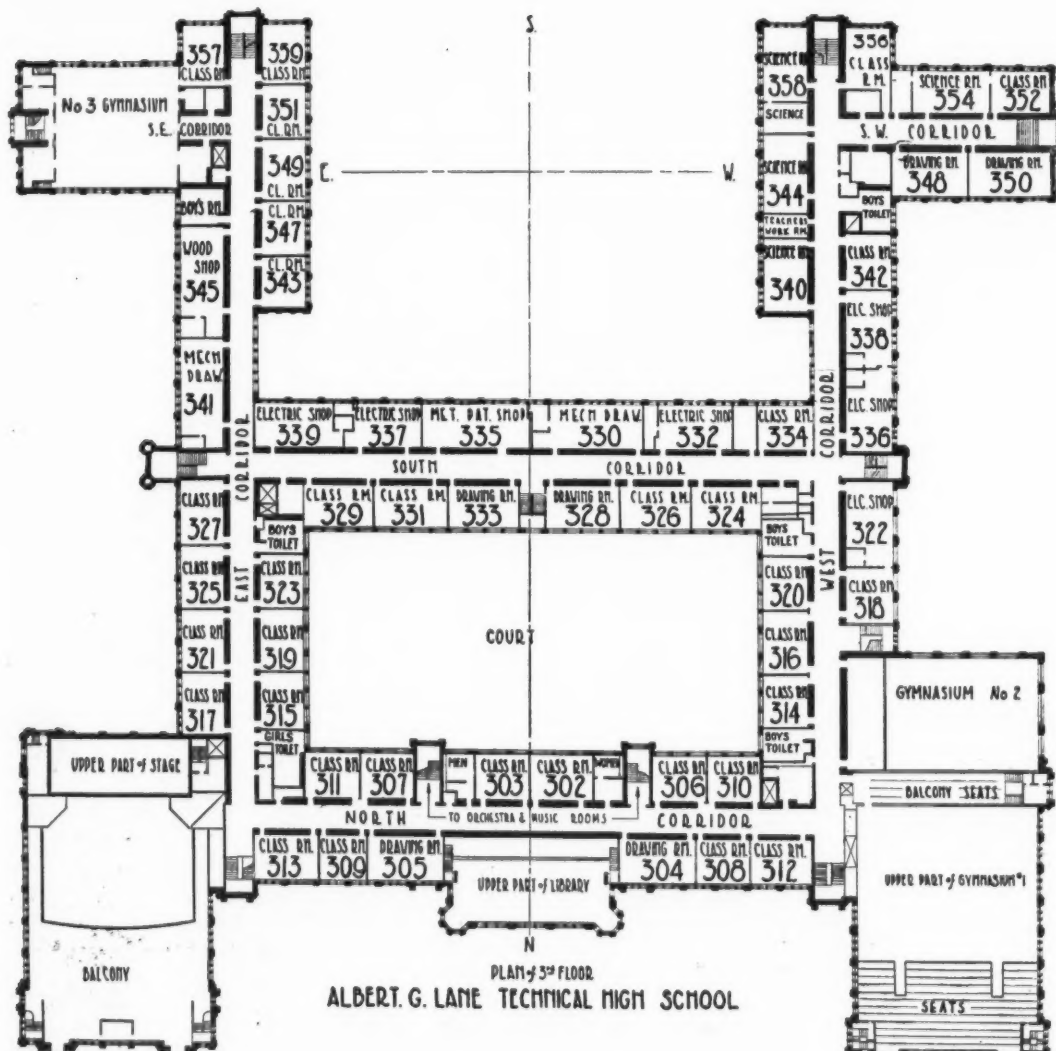 S.
357
CLASS RM.
359
CLASS RM.
No 3 GYMNASIUM
S.E. CORRIDOR
351
CL. RM.
349
CL. RM.
BOY'S RM.
347
CL. RM.
WOOD
SHOP
345
CL. RM.
343
MECH
DRAW.
341
E.
W.
SCIENCE RM.
358
SCIENCE
SCIENCE RM.
344
TEACHERS
WORK RM.
SCIENCE RM.
340
356
CLASS
RM.
SCIENCE RM.
354
CLASS RM.
352
S. W. CORRIDOR
DRAWING RM.
348
DRAWING RM.
350
BOYS
TOILET
CLASS RM.
342
ELC. SHOP
338
ELC. SHOP
336
CORRIDOR
CORRIDOR
ELECTRIC SHOP
339
ELECTRIC SHOP
337
MET. PAT. SHOP
335
MECH DRAW.
330
ELECTRIC SHOP
332
CLASS RM.
334
SOUTH CORRIDOR
CLASS RM.
329
CLASS RM.
331
DRAWING RM.
333
DRAWING RM.
328
CLASS RM.
326
CLASS RM.
324
CLASS RM.
327
CLASS RM.
325
CLASS RM.
321
CLASS RM.
317
EAST
BOYS
TOILET
CLASS RM.
323
CLASS RM.
319
CLASS RM.
315
GIRLS
TOILET
COURT
BOYS
TOILET
CLASS RM.
320
CLASS RM.
316
CLASS RM.
314
BOYS
TOILET
WEST
ELC. SHOP
322
CLASS RM.
318
GYMNASIUM No 2
UPPER PART of STAGE
CLASS RM.
311
CLASS RM.
307
MEN
CLASS RM.
303
CLASS RM.
302
WOMEN
CLASS RM.
306
CLASS RM.
310
BALCONY SEATS
NORTH CORRIDOR
TO ORCHESTRA & MUSIC ROOMS
CLASS RM.
313
CLASS RM.
309
DRAWING RM.
305
UPPER PART of LIBRARY
DRAWING RM.
304
CLASS RM.
308
CLASS RM.
312
UPPER PART of GYMNASIUM #1
BALCONY
SEATS
N
PLAN of 3RD FLOOR
ALBERT. G. LANE TECHNICAL HIGH SCHOOL